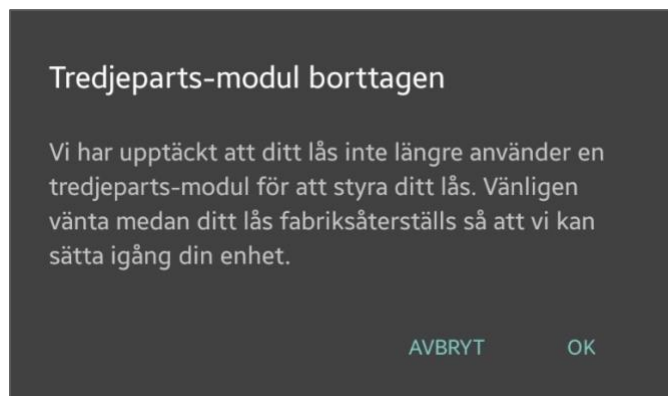 Tredjeparts-modul borttagen
Vi har upptäckt att ditt lås inte längre använder en
tredjeparts-modul för att styra ditt lås. Vänligen
vänta medan ditt lås fabriksåterställs så att vi kan
sätta igång din enhet.
AVBRYT OK